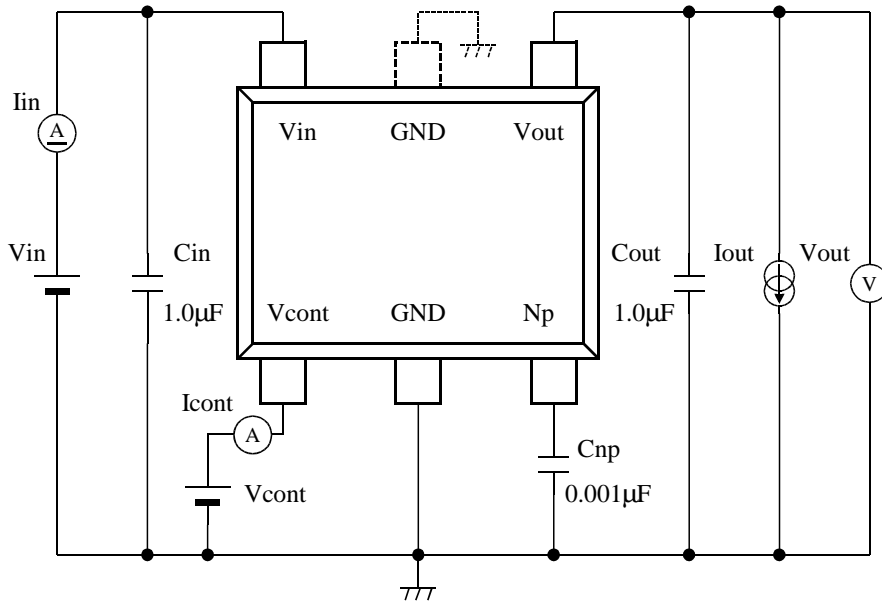 Iin
A
Vin
GND
Vout
Vin
Cin
1.0μF
Cout
1.0μF
Iout
Vout
V
Vcont
GND
Np
Icont
A
Vcont
Cnp
0.001μF